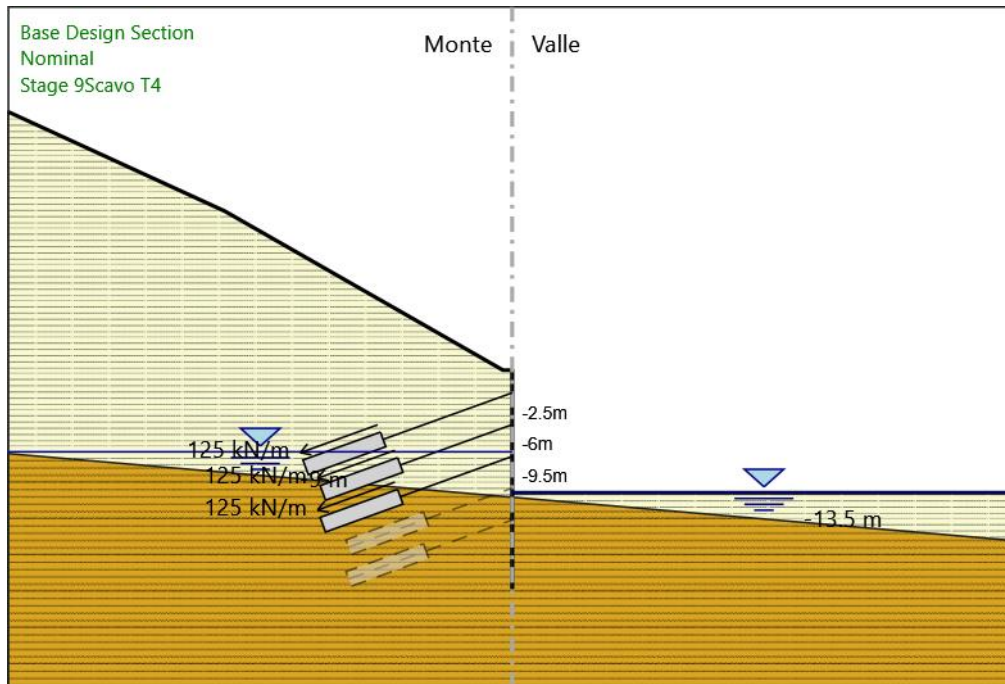 Base Design Section
Nominal
Stage 9Scavo T4
Monte
Valle
-2.5m
-6m
-9.5m
125 kN/m
125 kN/m
125 kN/m
-13.5 m